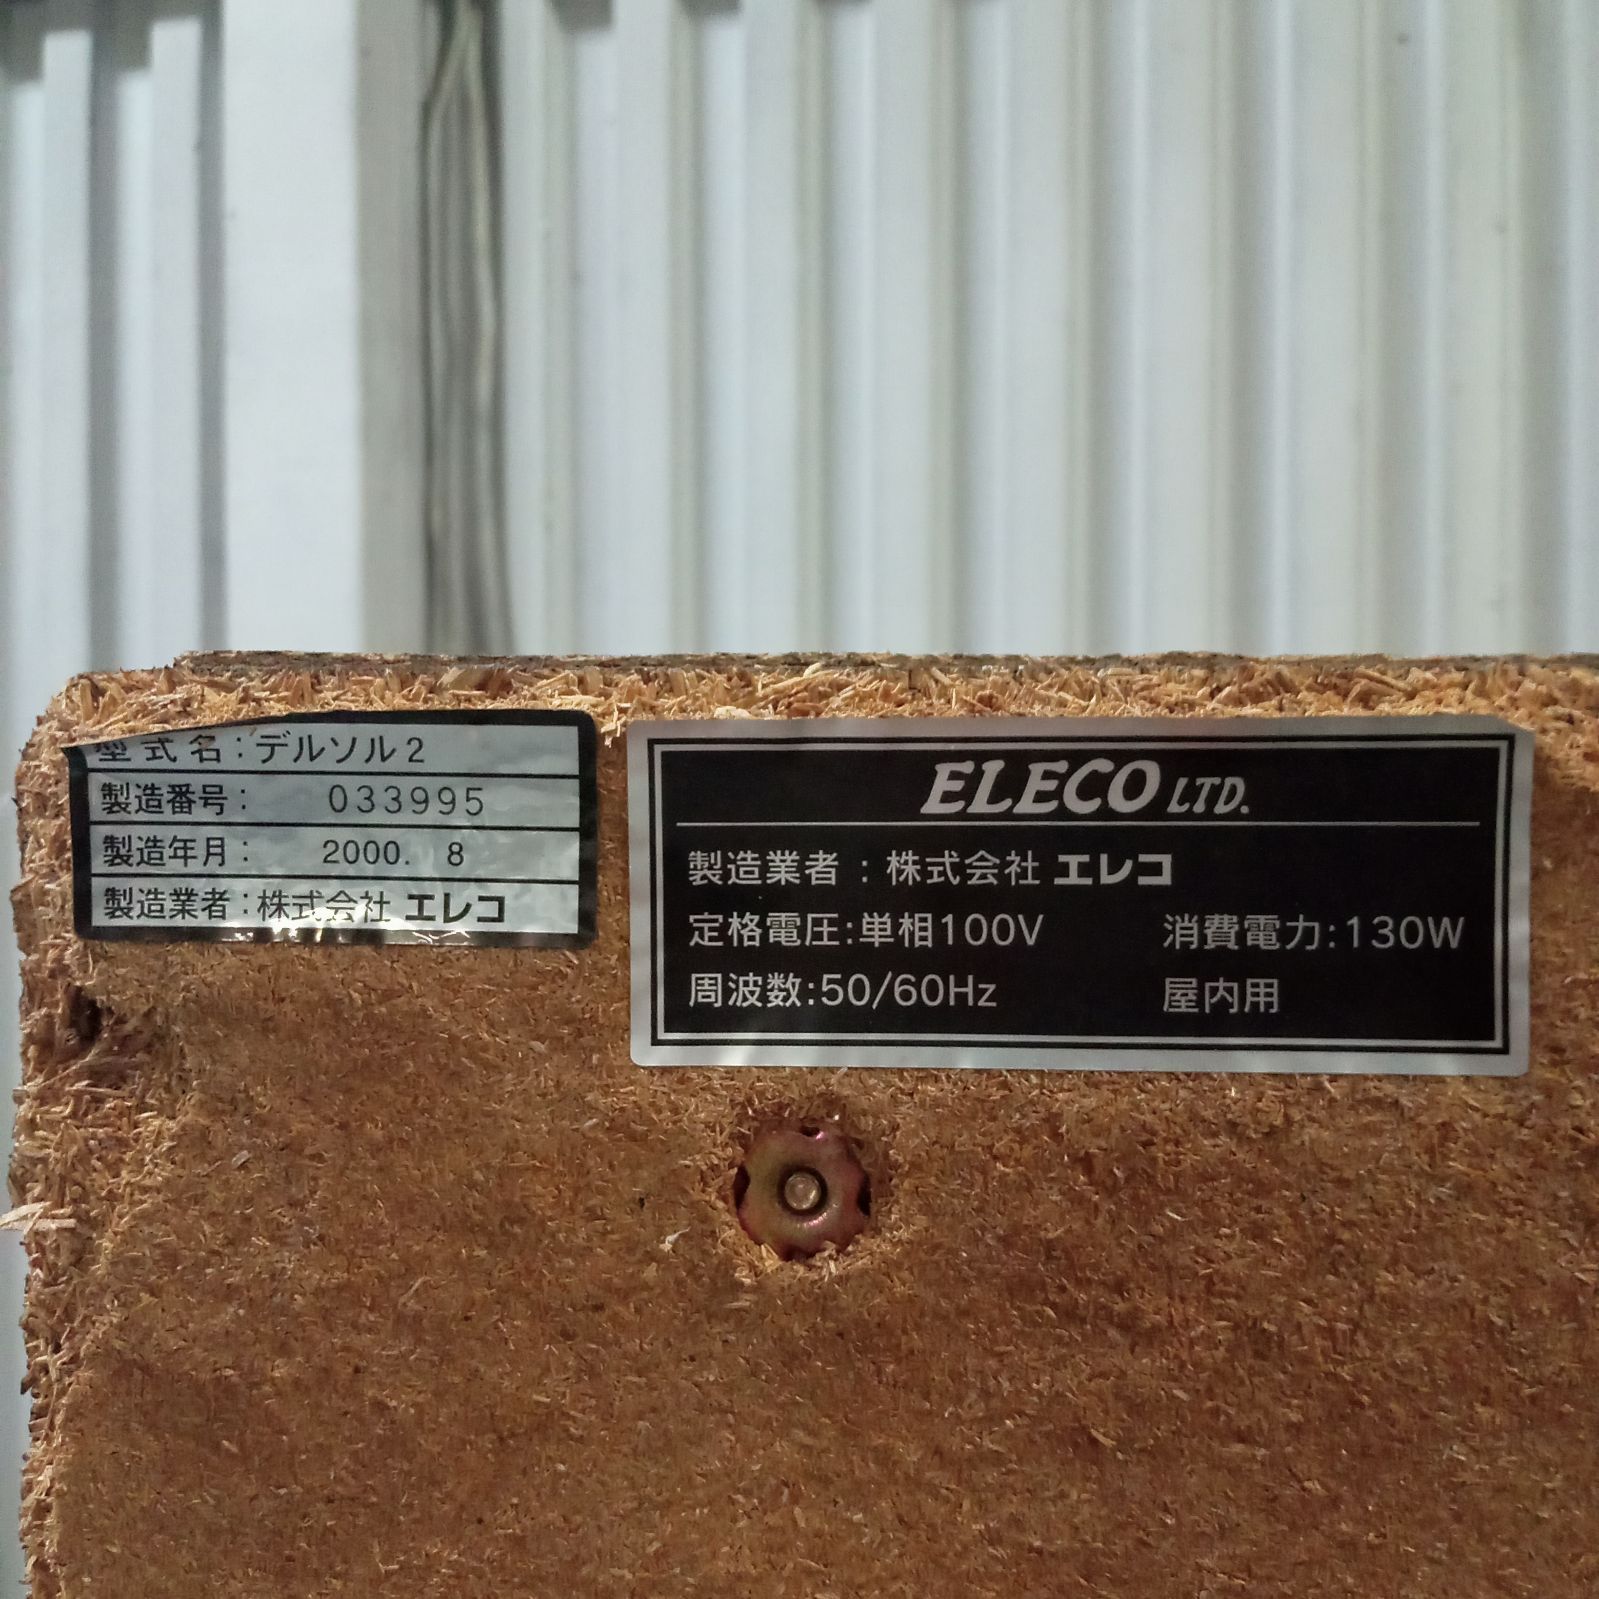 型式名:デルソル2
製造番号: 033995
製造年月: 2000. 8
製造業者:株式会社 エレコ
ELECO LTD.
製造業者:株式会社 エレコ
定格電圧:単相100V 消費電力:130W
周波数:50/60Hz 屋内用